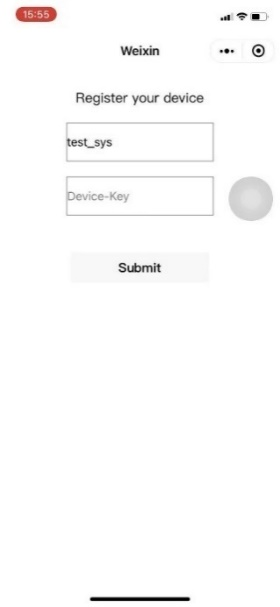 15:55
Weixin
Register your device
test_sys
Device-Key
Submit